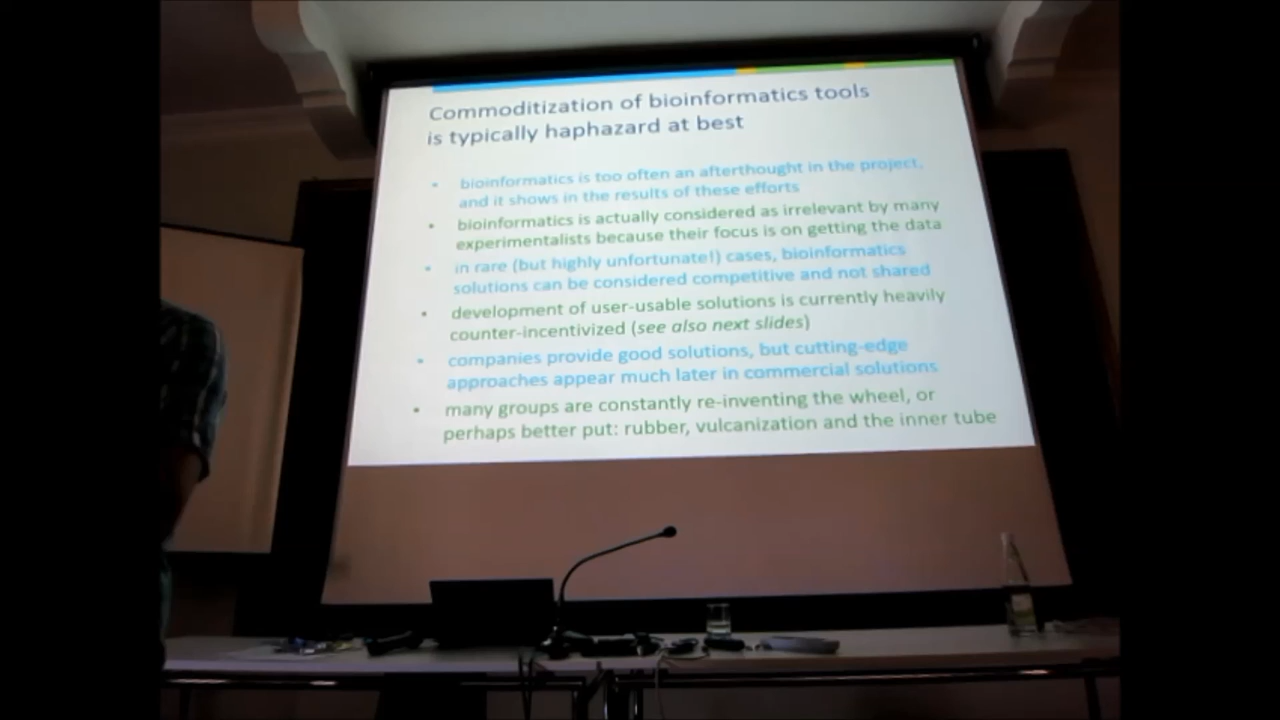 Commoditization of bioinformatics tools
is typically haphazard at best
• bioinformatics is too often an afterthought in the project,
and it shows in the results of these efforts
• bioinformatics is actually considered as irrelevant by many
experimentalists because their focus is on getting the data
• in rare (but highly unfortunate!) cases, bioinformatics
solutions can be considered competitive and not shared
• development of user-usable solutions is currently heavily
counter-incentivized (see also next slides)
• companies provide good solutions, but cutting-edge
approaches appear much later in commercial solutions
• many groups are constantly re-inventing the wheel, or
perhaps better put: rubber, vulcanization and the inner tube